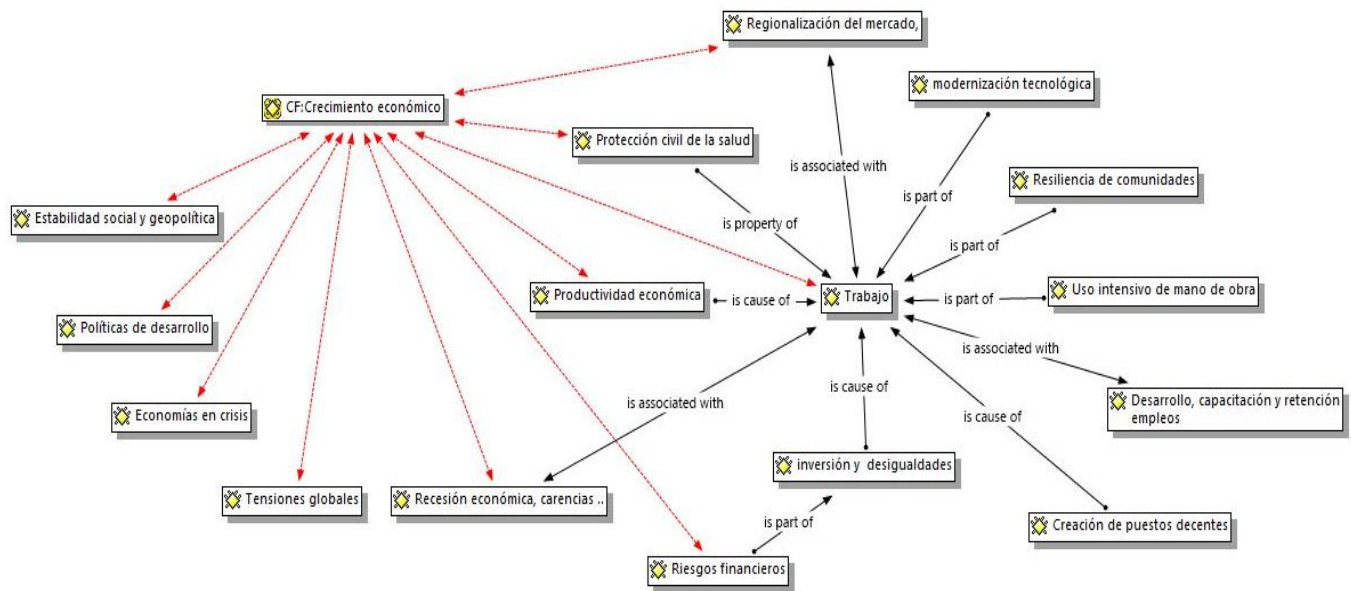 Regionalización del mercado,
modernización tecnológica
CF:Crecimiento económico
Protección civil de la salud
is associated with
is part of
Resiliencia de comunidades
is property of
is part of
Estabilidad social y geopolítica
Productividad económica
is cause of
Trabajo
is part of
Uso intensivo de mano de obra
Políticas de desarrollo
is associated with
is associated with
is cause of
is cause of
Desarrollo, capacitación y retención
empleos
Economías en crisis
inversión y desigualdades
Tensiones globales
Recesión económica, carencias ..
is part of
Creación de puestos decentes
Riesgos financieros